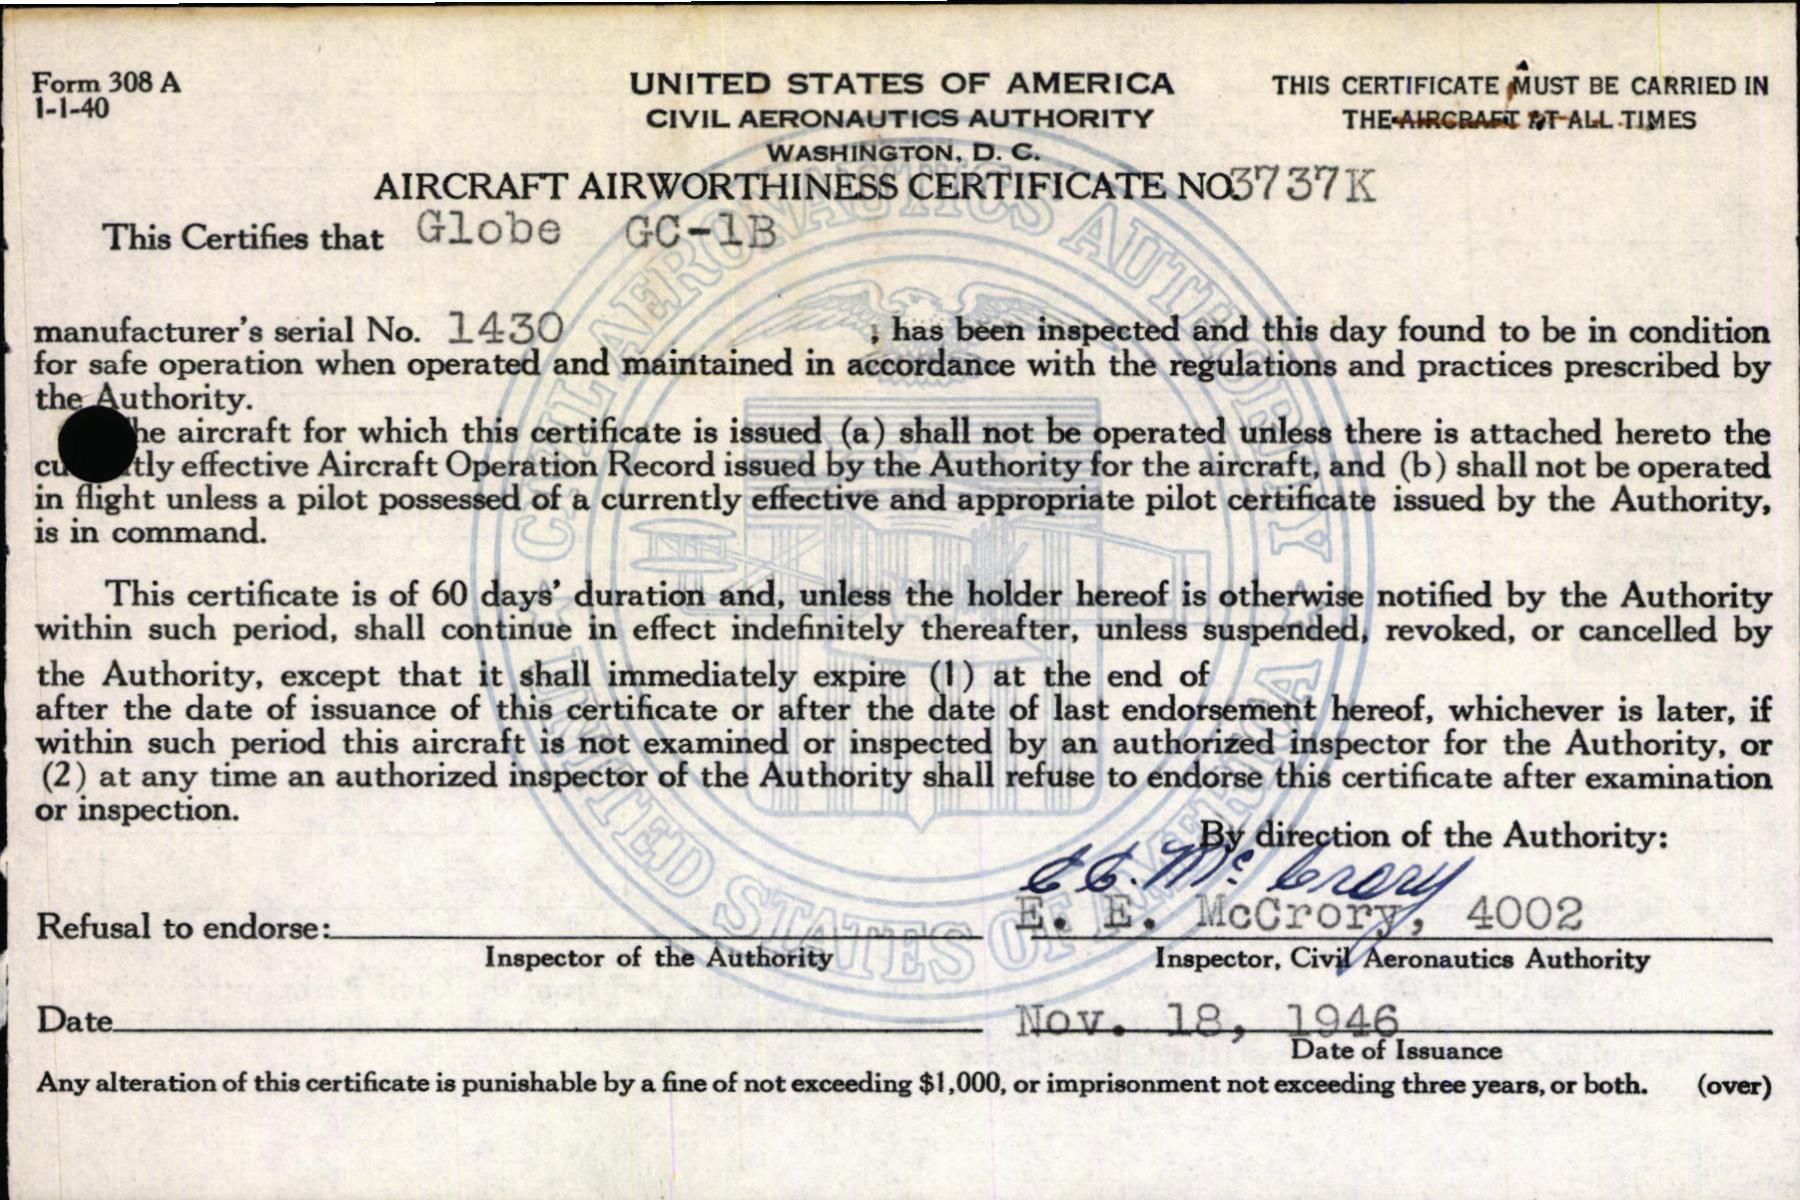 Form 308 A
1-1-40
UNITED STATES OF AMERICA
CIVIL AERONAUTICS AUTHORITY
WASHINGTON, D. C.
THIS CERTIFICATE MUST BE CARRIED IN
THE AIRCRAFT AT ALL TIMES
AIRCRAFT AIRWORTHINESS CERTIFICATE NO. 3737K
This Certifies that Globe GC-1B
manufacturer's serial No. 1430 , has been inspected and this day found to be in condition
for safe operation when operated and maintained in accordance with the regulations and practices prescribed by
the Authority.
he aircraft for which this certificate is issued (a) shall not be operated unless there is attached hereto the
cu tly effective Aircraft Operation Record issued by the Authority for the aircraft, and (b) shall not be operated
in flight unless a pilot possessed of a currently effective and appropriate pilot certificate issued by the Authority,
is in command.
This certificate is of 60 days' duration and, unless the holder hereof is otherwise notified by the Authority
within such period, shall continue in effect indefinitely thereafter, unless suspended, revoked, or cancelled by
the Authority, except that it shall immediately expire (1) at the end of
after the date of issuance of this certificate or after the date of last endorsement hereof, whichever is later, if
within such period this aircraft is not examined or inspected by an authorized inspector for the Authority, or
(2) at any time an authorized inspector of the Authority shall refuse to endorse this certificate after examination
or inspection.
By direction of the Authority:
E. E. McCrory
Refusal to endorse: E. E. McCrory, 4002
Inspector of the Authority Inspector, Civil Aeronautics Authority
Date Nov. 18, 1946
Date of Issuance
Any alteration of this certificate is punishable by a fine of not exceeding $1,000, or imprisonment not exceeding three years, or both. (over)
CIVIL AERONAUTICS AUTHORITY
UNITED STATES OF AMERICA